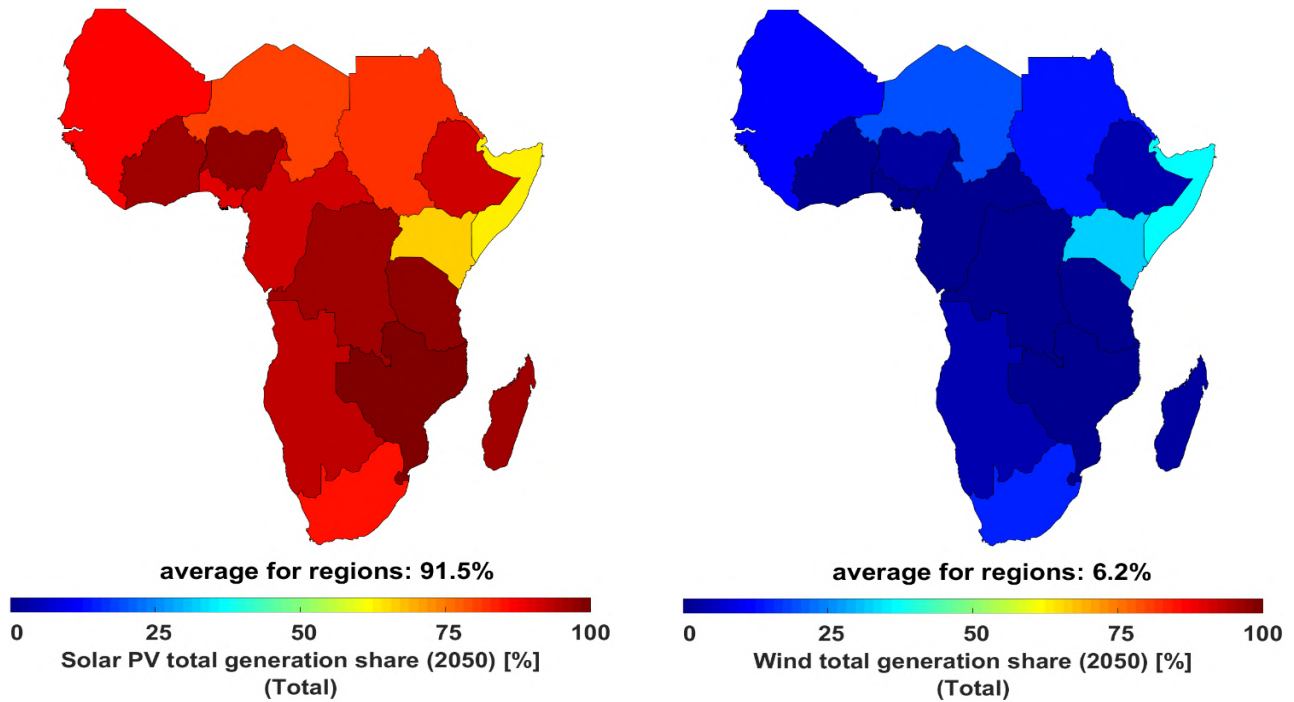 average for regions: 91.5%
0 25 50 75 100
Solar PV total generation share (2050) [%]
(Total)
average for regions: 6.2%
0 25 50 75 100
Wind total generation share (2050) [%]
(Total)